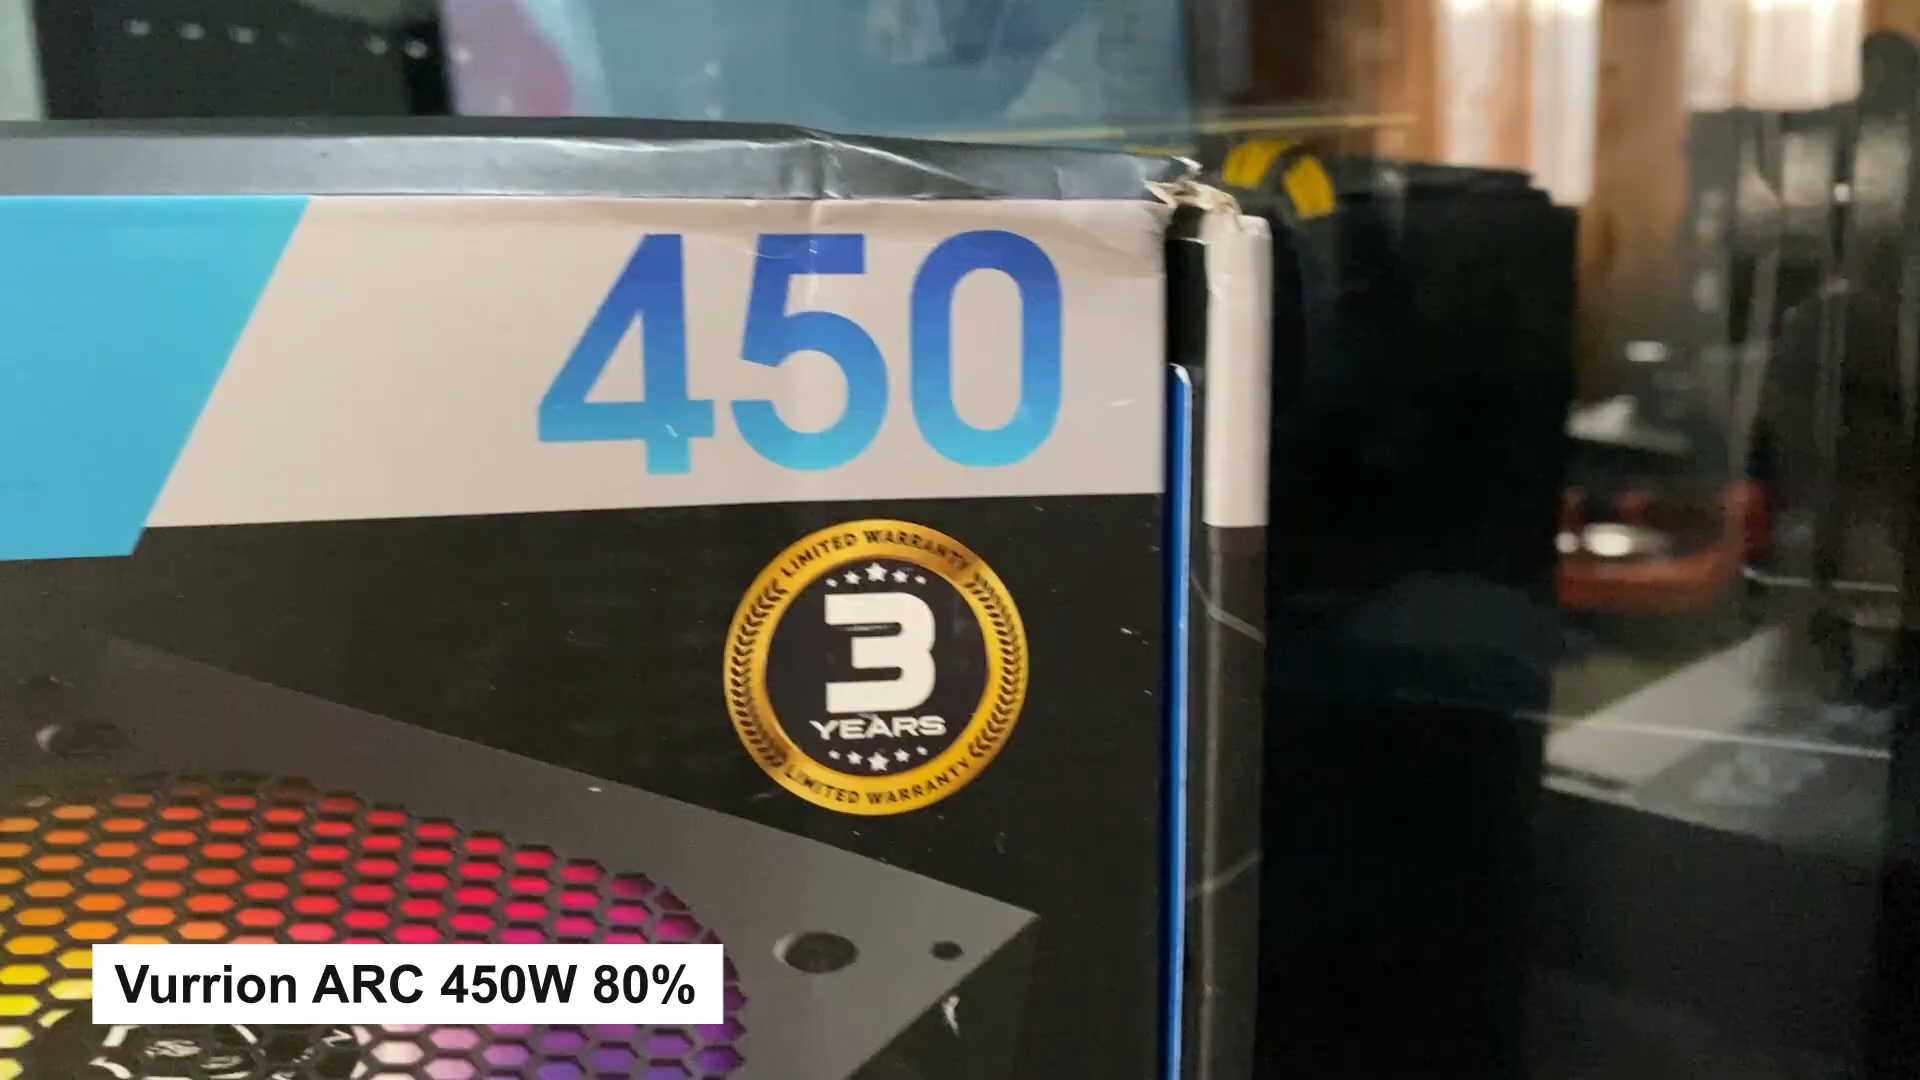 450
LIMITED WARRANTY
3
YEARS
LIMITED WARRANTY
Vurrion ARC 450W 80%